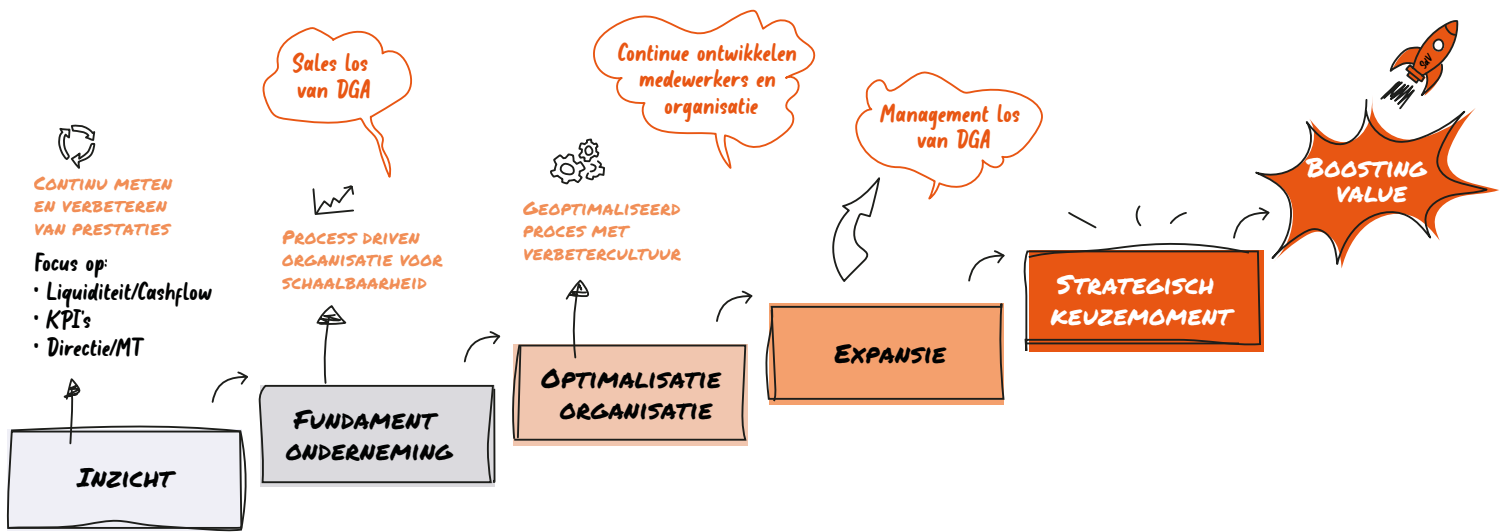 Continu meten
en verbeteren
van prestaties
Focus op:
• Liquiditeit/Cashflow
• KPI's
• Directie/MT
Inzicht
Sales los
van DGA
Process driven
organisatie voor
schaalbaarheid
Fundament
onderneming
Continue ontwikkelen
medewerkers en
organisatie
Geoptimaliseerd
proces met
verbetercultuur
Optimalisatie
organisatie
Management los
van DGA
Expansie
Strategisch
keuzemoment
Boosting
value
SWV